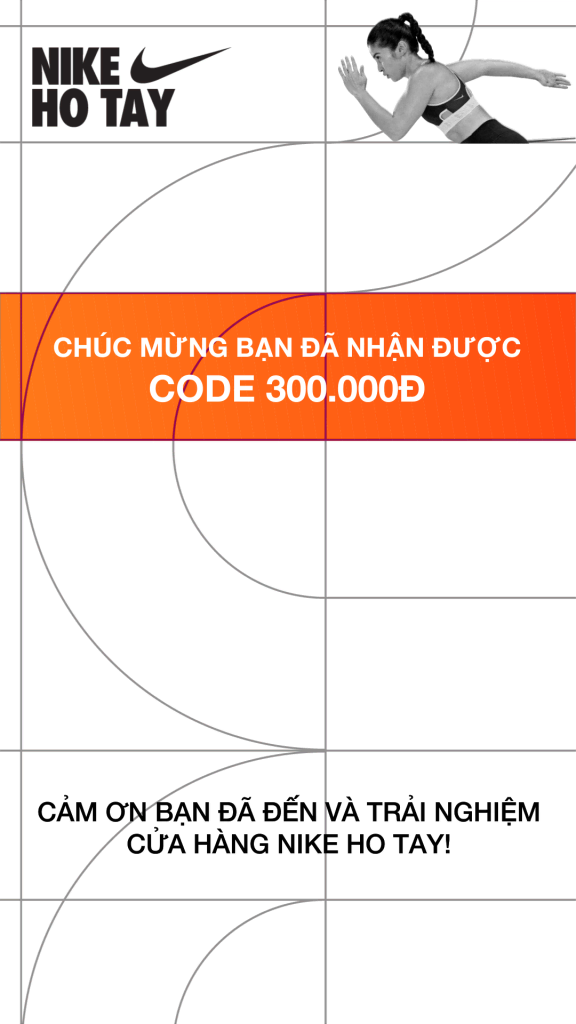 NIKE
HO TAY
CHÚC MỪNG BẠN ĐÃ NHẬN ĐƯỢC
CODE 300.000Đ
CẢM ƠN BẠN ĐÃ ĐẾN VÀ TRẢI NGHIỆM
CỬA HÀNG NIKE HO TAY!